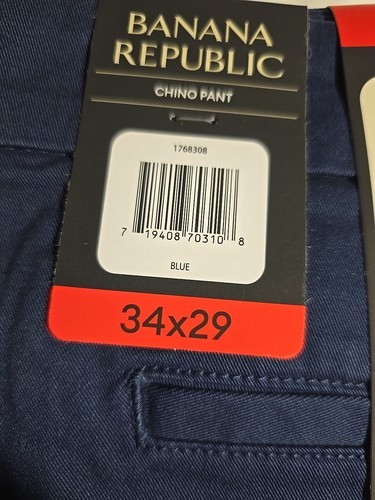 BANANA
REPUBLIC
CHINO PANT
1768308
7 19408 70310 8
BLUE
34x29